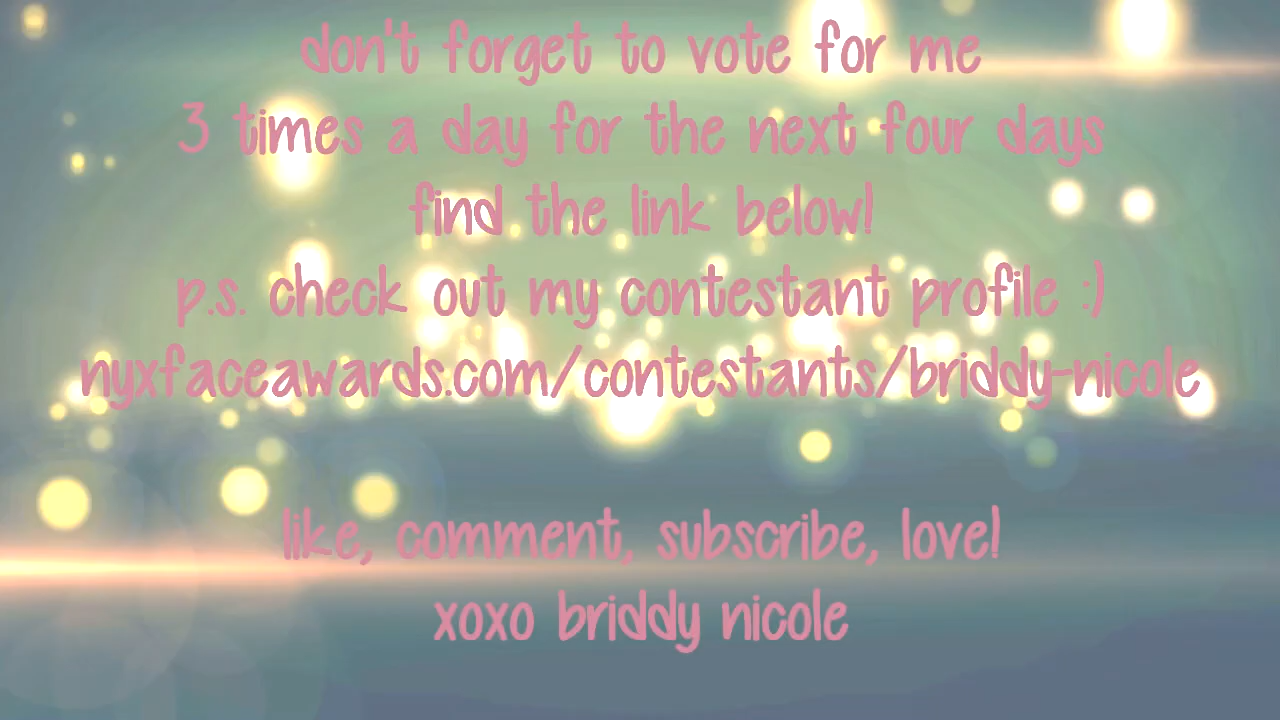 don't forget to vote for me
3 times a day for the next four days
find the link below!
p.s. check out my contestant profile :)
nyxfaceawards.com/contestants/briddy-nicole
like, comment, subscribe, love!
xoxo briddy nicole